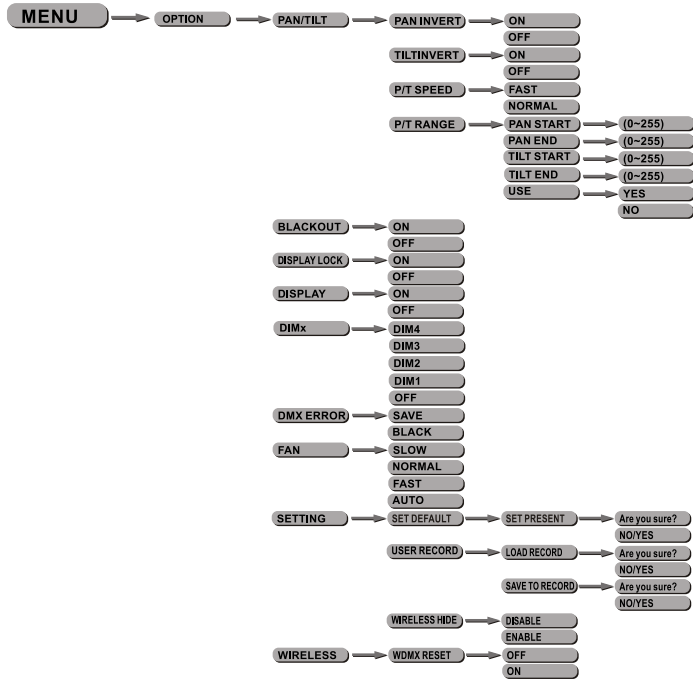 MENU OPTION PAN/TILT PAN INVERT ON
OFF
TILTINVERT ON
OFF
P/T SPEED FAST
NORMAL
P/T RANGE PAN START (0~255)
PAN END (0~255)
TILT START (0~255)
TILT END (0~255)
USE YES
NO
BLACKOUT ON
OFF
DISPLAY LOCK ON
OFF
DISPLAY ON
OFF
DIMx DIM4
DIM3
DIM2
DIM1
OFF
DMX ERROR SAVE
BLACK
FAN SLOW
NORMAL
FAST
AUTO
SETTING SET DEFAULT SET PRESENT Are you sure?
NO/YES
USER RECORD LOAD RECORD Are you sure?
NO/YES
SAVE TO RECORD Are you sure?
NO/YES
WIRELESS HIDE DISABLE
ENABLE
WIRELESS WDMX RESET OFF
ON